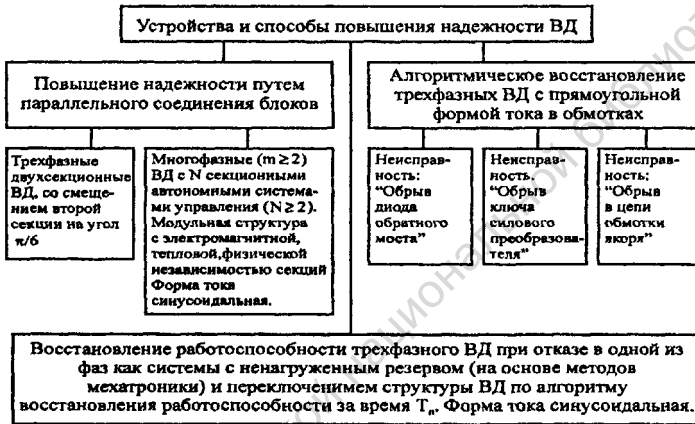 Устройства и способы повышения надежности ВД
Повышение надежности путем
параллельного соединения блоков
Алгоритмическое восстановление
трехфазных ВД с прямоугольной
формой тока в обмотках
Трехфазные
двухсекционные
ВД, со смеще-
нием второй
секции на угол
π/6
Многофазные (m ≥ 2)
ВД с N секционными
автономными система-
ми управления (N ≥ 2).
Модульная структура
с электромагнитной,
тепловой,физической
независимостью секций
Форма тока
синусоидальная.
Неисправ-
ность:
“Обрыв
диода
обратного
моста”
Неисправ-
ность.
“Обрыв
ключа
силового
преобразова-
теля”
Неисправ-
ность:
“Обрыв
в цепи
обмотки
якоря”
Восстановление работоспособности трехфазного ВД при отказе в одной из
фаз как системы с ненагруженным резервом (на основе методов
мехатроники) и переключенимем структуры ВД по алгоритму
восстановления работоспособности за время Tп. Форма тока синусоидальная.